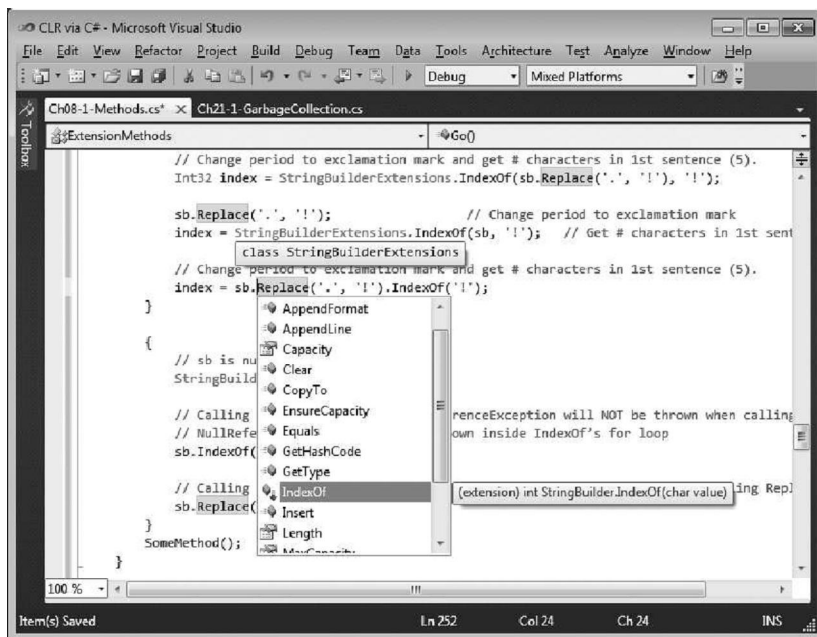 CLR via C# - Microsoft Visual Studio
File Edit View Refactor Project Build Debug Team Data Tools Architecture Test Analyze Window Help
Debug Mixed Platforms
Toolbox
Ch08-1-Methods.cs* Ch21-1-GarbageCollection.cs
ExtensionMethods Go()
// Change period to exclamation mark and get # characters in 1st sentence (5).
Int32 index = StringBuilderExtensions.IndexOf(sb.Replace('.', '!'), '!');
sb.Replace('.', '!'); // Change period to exclamation mark
index = StringBuilderExtensions.IndexOf(sb, '!'); // Get # characters in 1st sent
class StringBuilderExtensions
// Change period to exclamation mark and get # characters in 1st sentence (5).
index = sb.Replace('.', '!').IndexOf('!');
}
AppendFormat
AppendLine
{
Capacity
// sb is nu
Clear
StringBuild
CopyTo
// Calling
EnsureCapacity
renceException will NOT be thrown when calling
// NullRefe
Equals
own inside IndexOf's for loop
sb.IndexOf(
GetHashCode
GetType
// Calling
IndexOf
(extension) int StringBuilder.IndexOf(char value)
ing Repl
sb.Replace(
Insert
}
Length
SomeMethod();
MaxCapacity
}
100 %
Item(s) Saved Ln 252 Col 24 Ch 24 INS